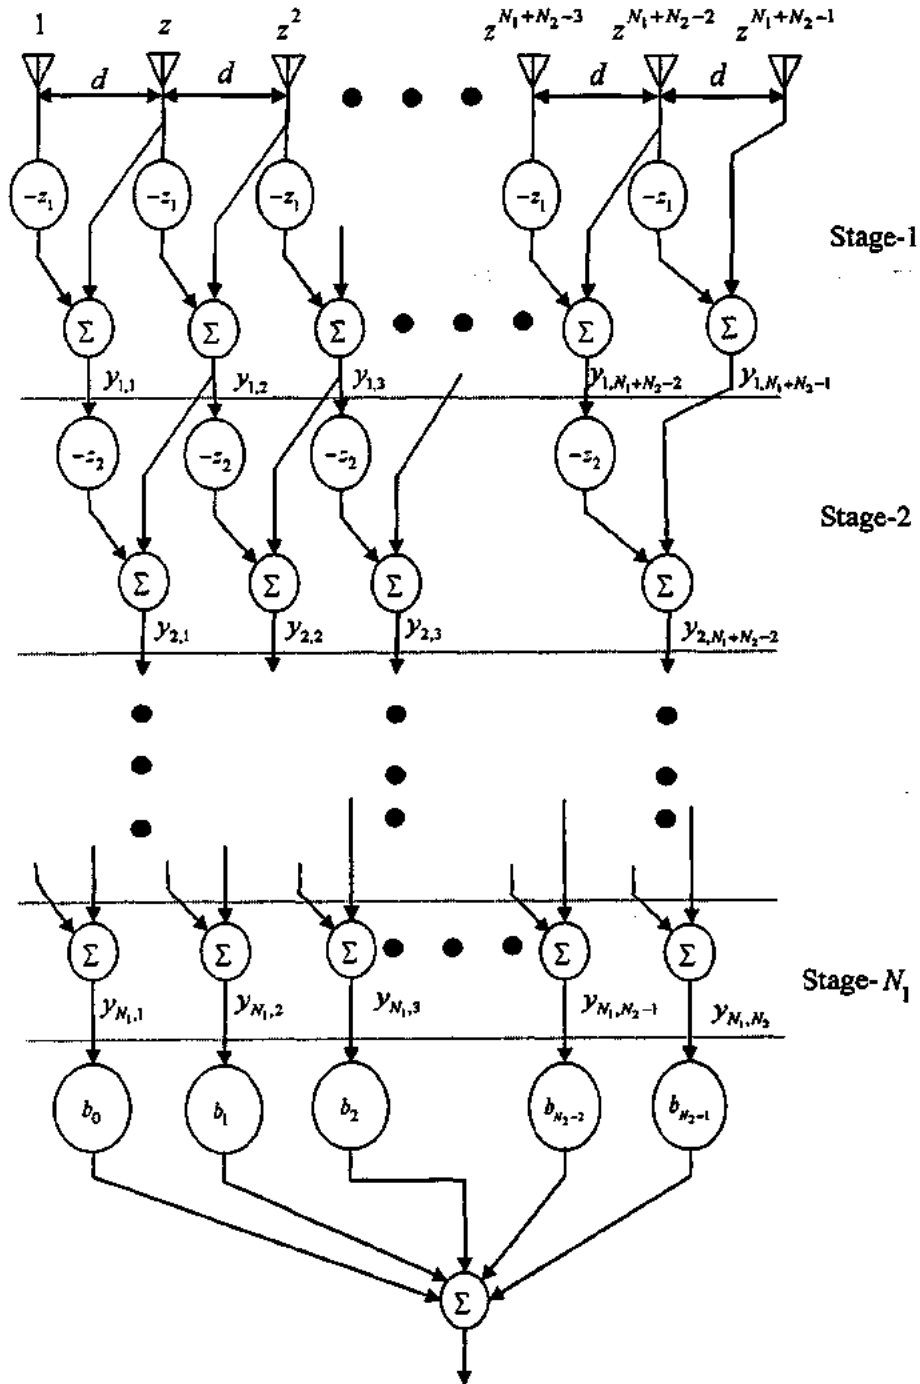 1 z z^2 z^{N_1+N_2-3} z^{N_1+N_2-2} z^{N_1+N_2-1}
d d d d
-z_1 -z_1 -z_1 -z_1 -z_1
Stage-1
Σ Σ Σ Σ Σ
y_{1,1} y_{1,2} y_{1,3} y_{1,N_1+N_2-2} y_{1,N_1+N_2-1}
-z_2 -z_2 -z_2 -z_2
Stage-2
Σ Σ Σ Σ
y_{2,1} y_{2,2} y_{2,3} y_{2,N_1+N_2-2}
Σ Σ Σ Σ Σ
Stage-N_1
y_{N_1,1} y_{N_1,2} y_{N_1,3} y_{N_1,N_2-1} y_{N_1,N_2}
b_0 b_1 b_2 b_{N_2-2} b_{N_2-1}
Σ